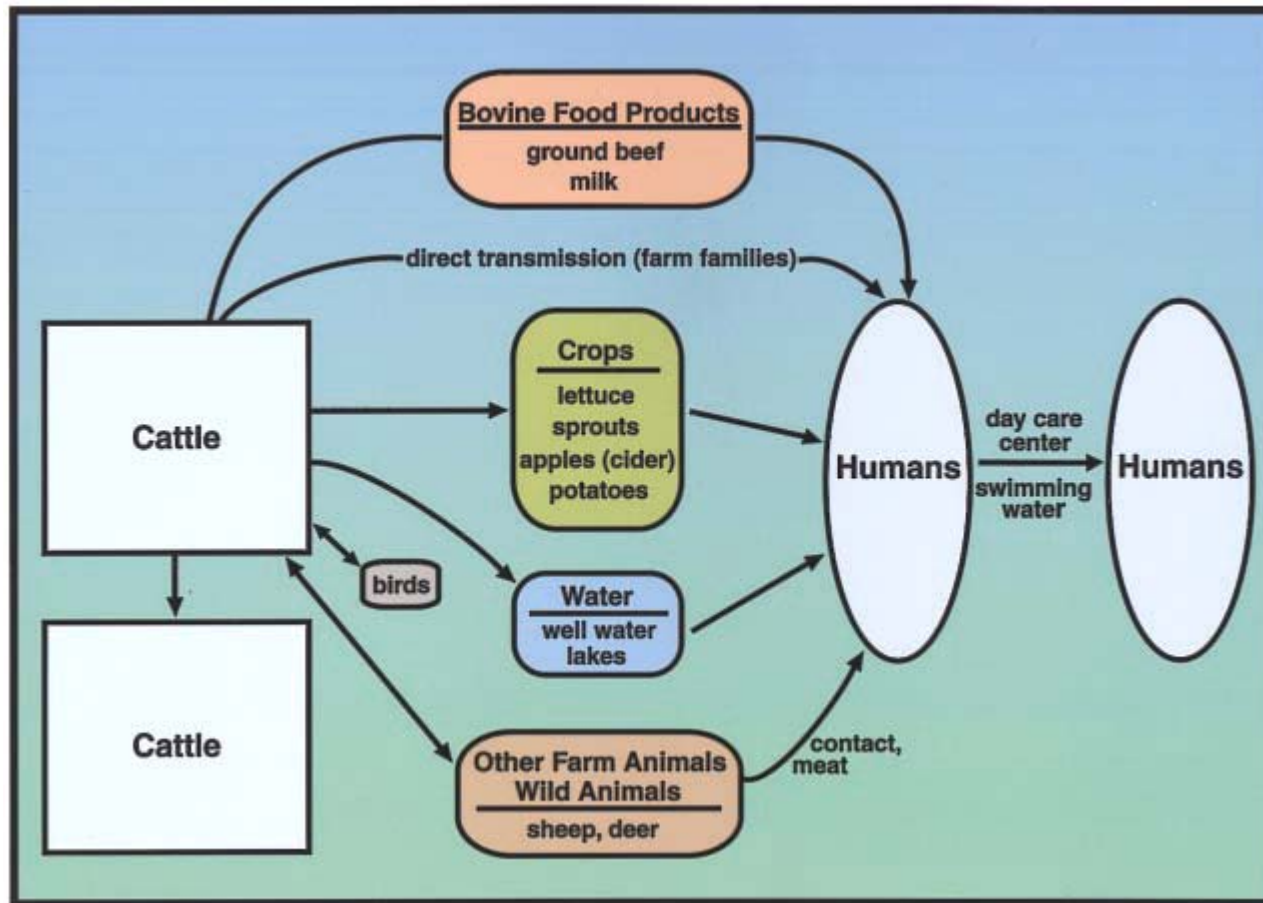 Bovine Food Products
ground beef
milk
direct transmission (farm families)
Crops
lettuce
sprouts
apples (cider)
potatoes
Cattle
Humans
day care
center
swimming
water
Humans
birds
Water
well water
lakes
Cattle
Other Farm Animals
Wild Animals
sheep, deer
contact,
meat